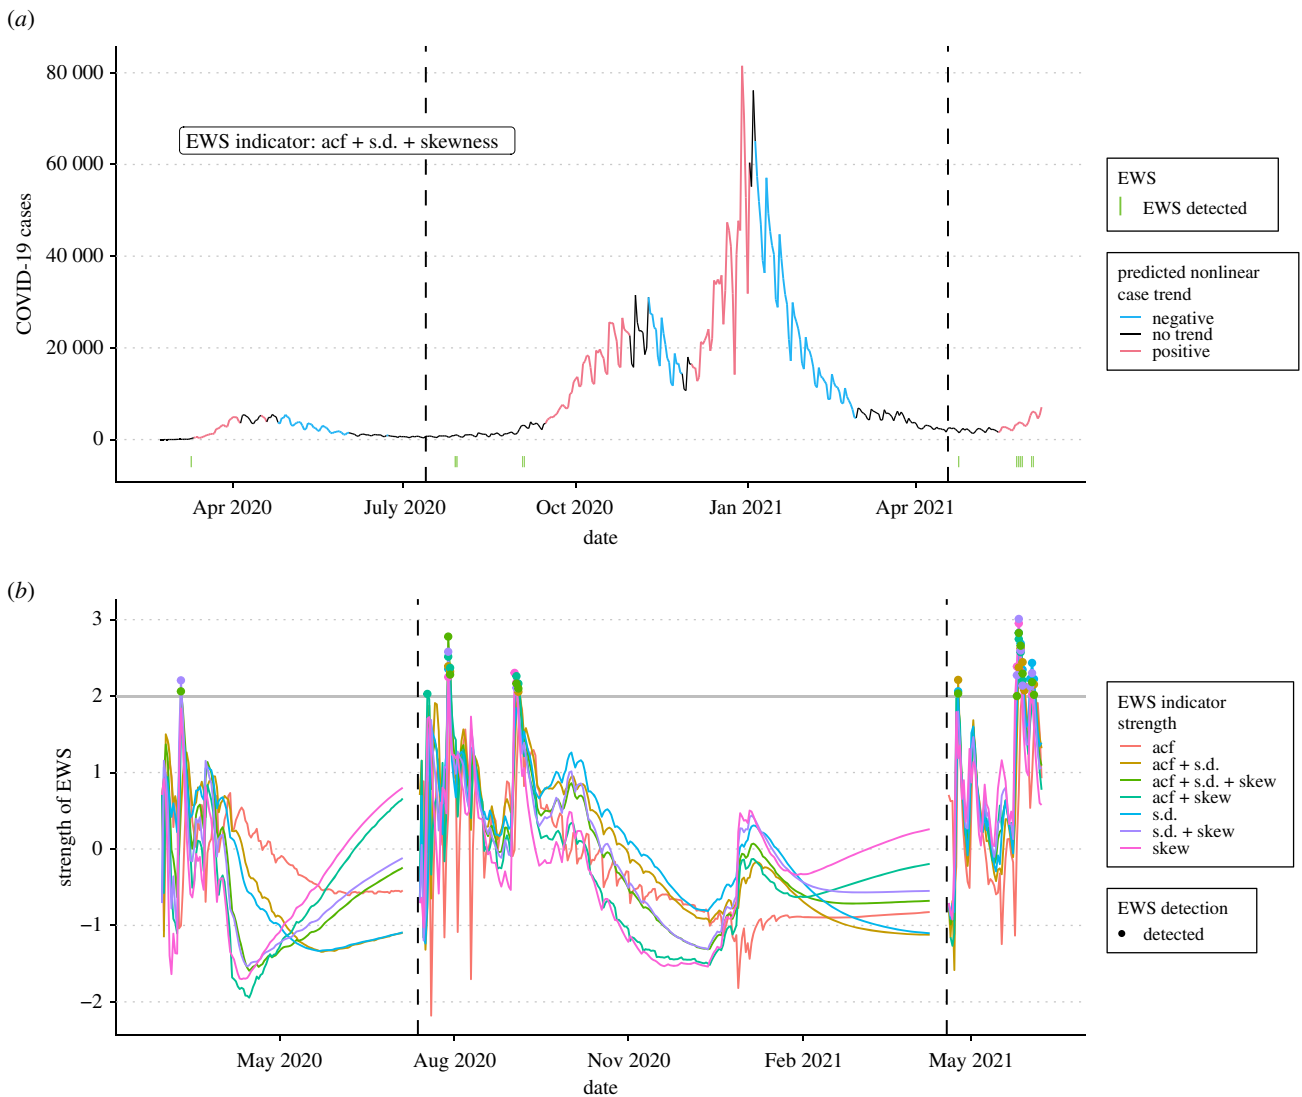 (a)
80 000
60 000
40 000
20 000
0
COVID-19 cases
EWS indicator: acf + s.d. + skewness
Apr 2020
July 2020
Oct 2020
Jan 2021
Apr 2021
date
EWS
EWS detected
predicted nonlinear
case trend
negative
no trend
positive
(b)
3
2
1
0
−1
−2
strength of EWS
May 2020
Aug 2020
Nov 2020
Feb 2021
May 2021
date
EWS indicator
strength
acf
acf + s.d.
acf + s.d. + skew
acf + skew
s.d.
s.d. + skew
skew
EWS detection
detected